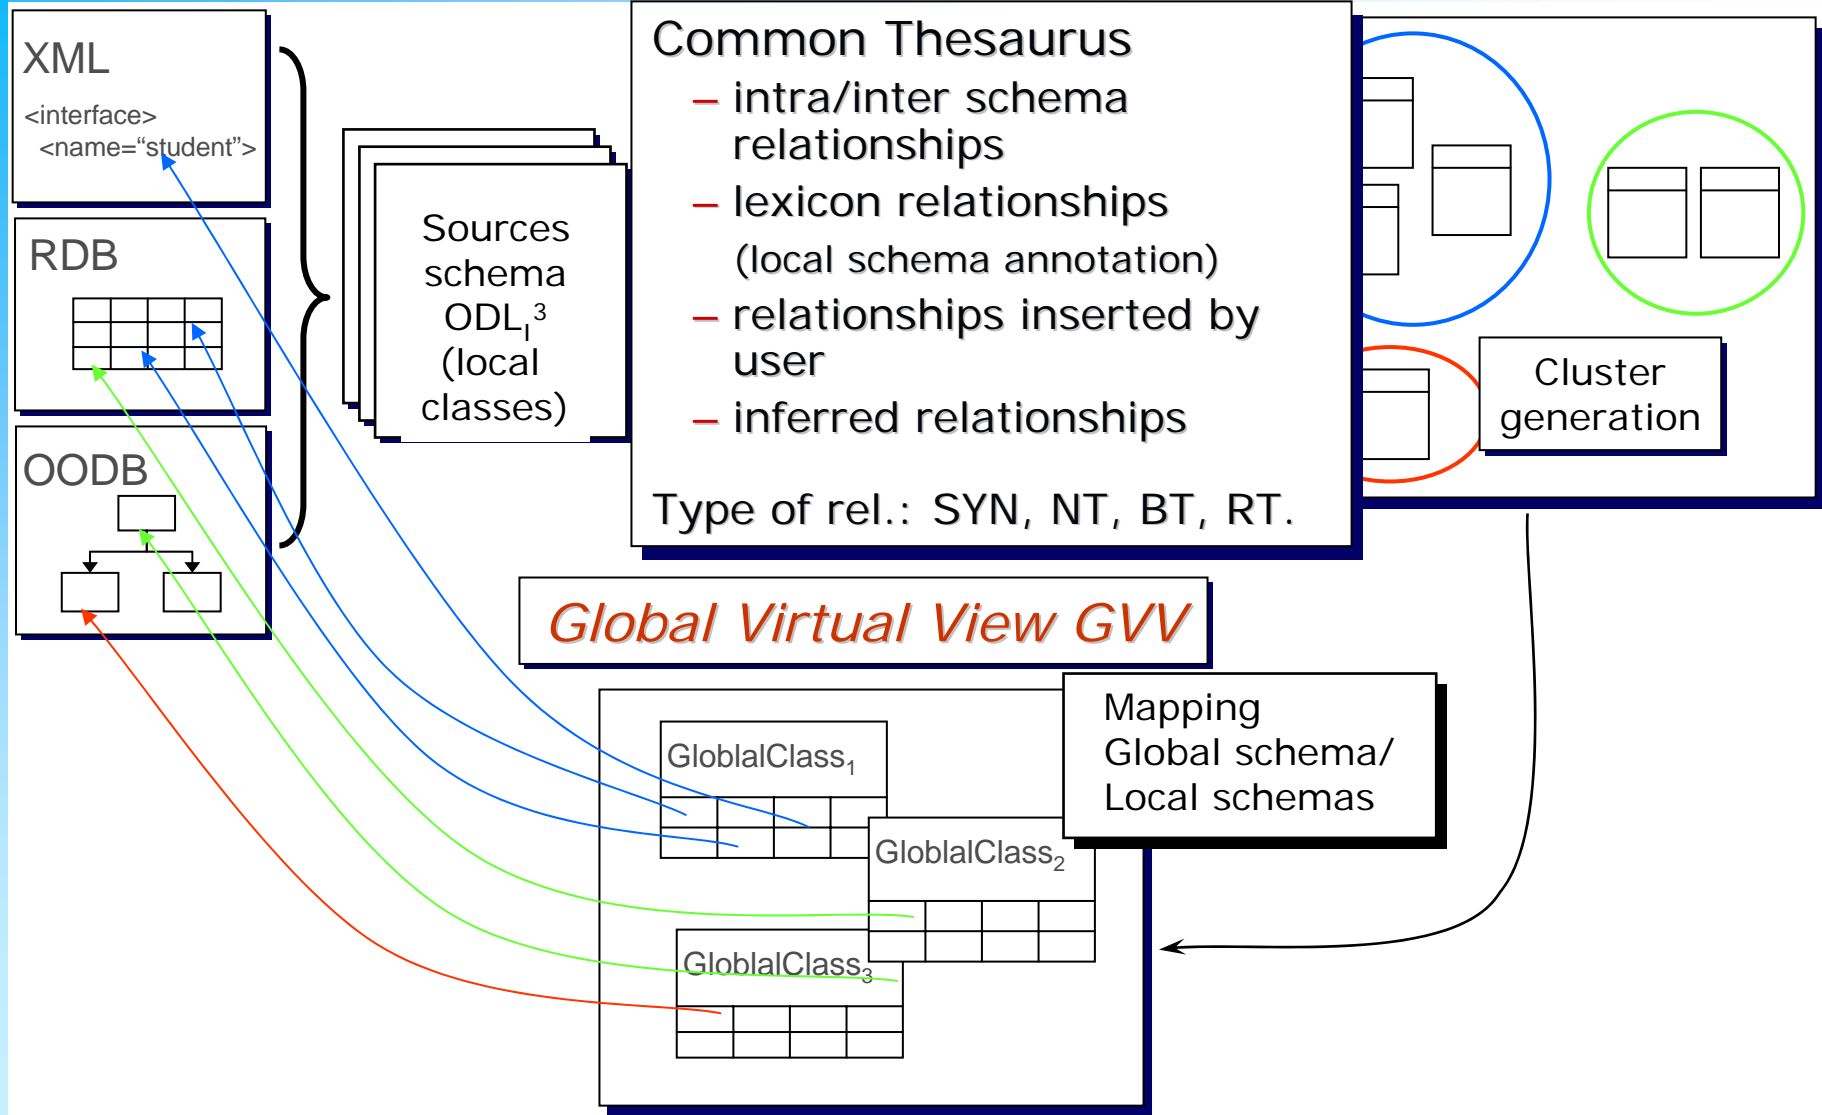 XML
<interface>
<name=“student”>
RDB
OODB
Sources
schema
ODL_I^3
(local
classes)
Common Thesaurus
– intra/inter schema
relationships
– lexicon relationships
(local schema annotation)
– relationships inserted by
user
– inferred relationships
Type of rel.: SYN, NT, BT, RT.
Cluster
generation
Global Virtual View GVV
Mapping
Global schema/
Local schemas
GloblalClass_1
GloblalClass_2
GloblalClass_3